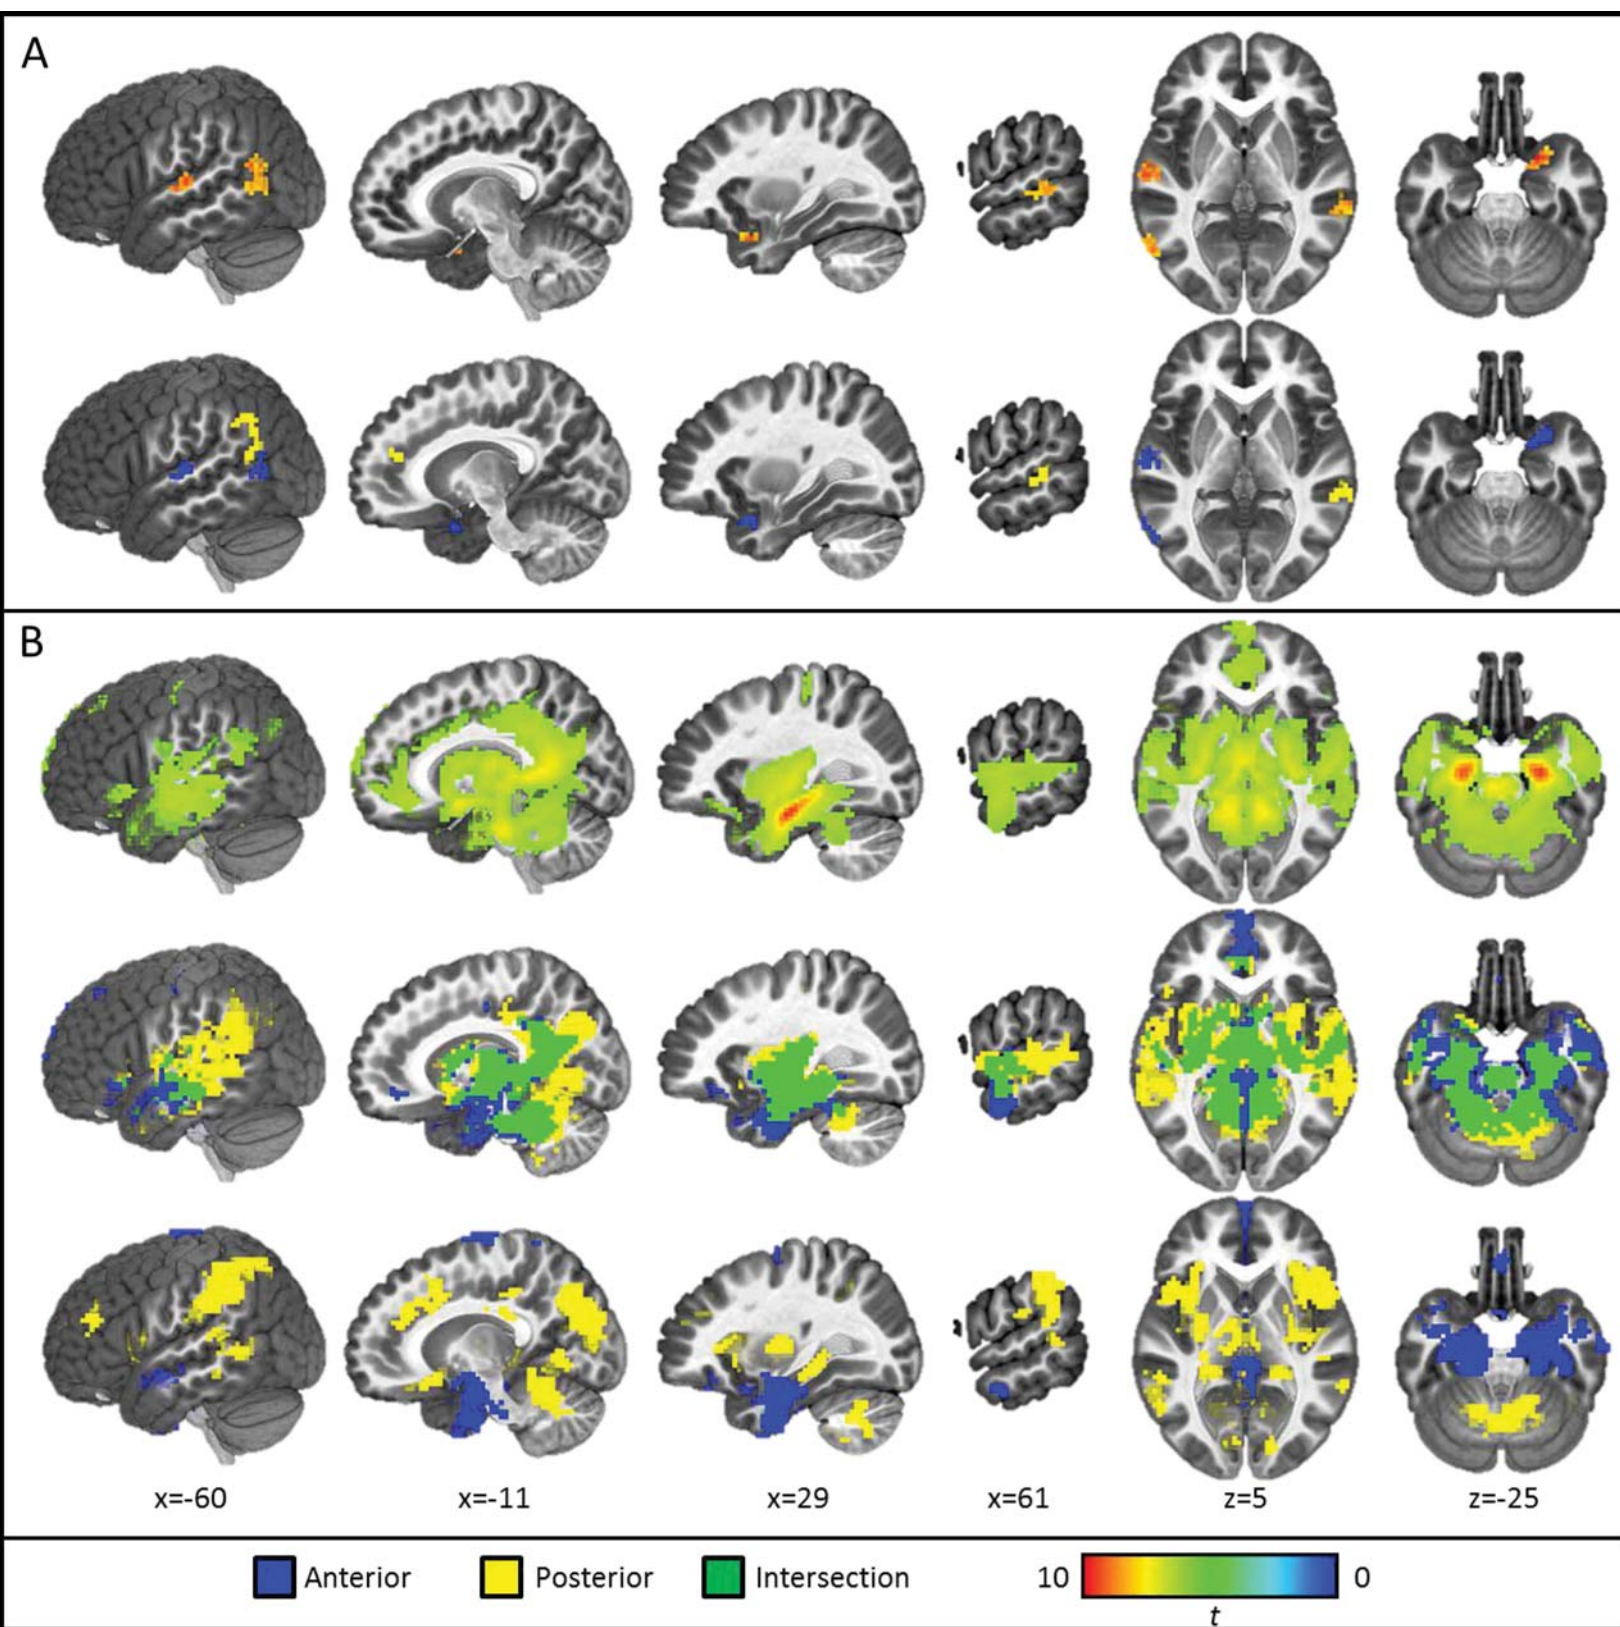 A
B
x=-60 x=-11 x=29 x=61 z=5 z=-25
Anterior Posterior Intersection 10 0
t